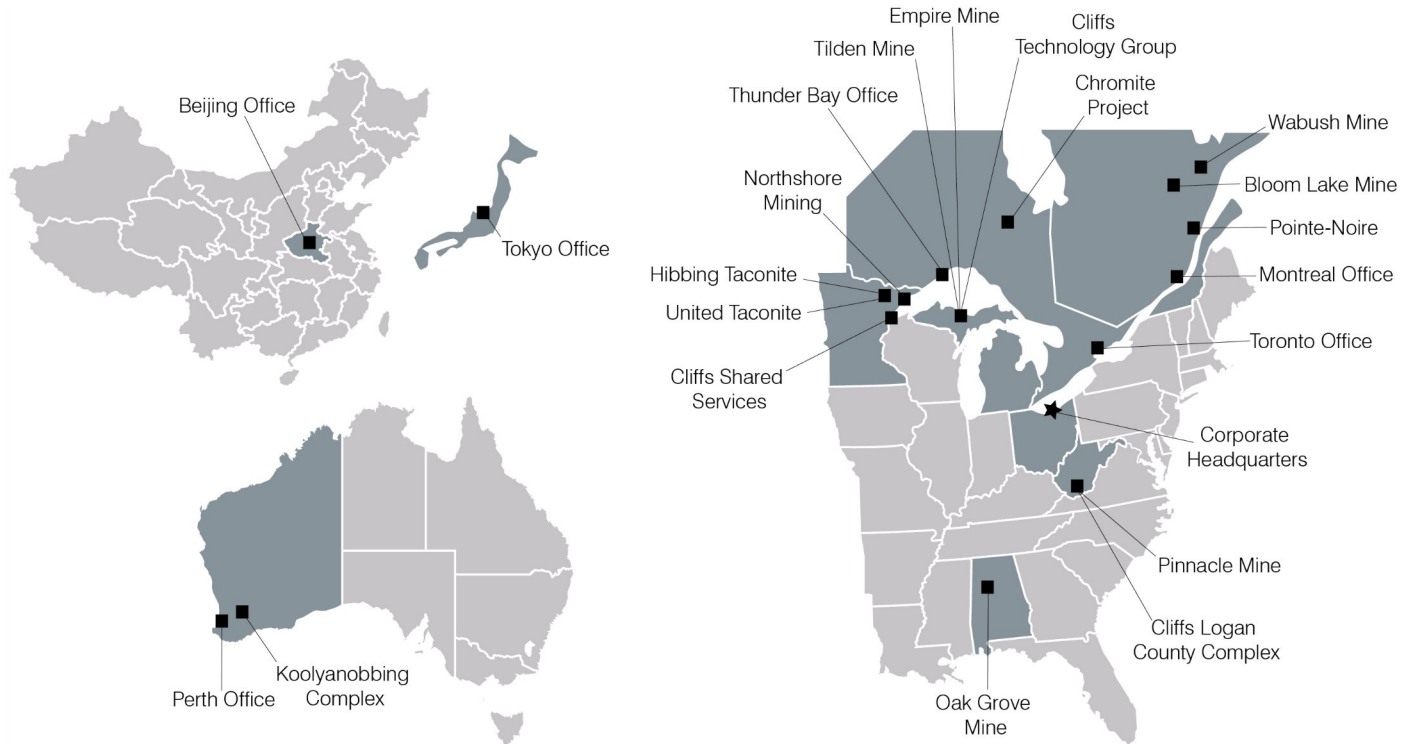 Beijing Office
Tokyo Office
Perth Office
Koolyanobbing
Complex
Empire Mine
Cliffs
Technology Group
Tilden Mine
Chromite
Project
Thunder Bay Office
Wabush Mine
Northshore
Mining
Bloom Lake Mine
Pointe-Noire
Hibbing Taconite
Montreal Office
United Taconite
Toronto Office
Cliffs Shared
Services
Corporate
Headquarters
Pinnacle Mine
Cliffs Logan
County Complex
Oak Grove
Mine